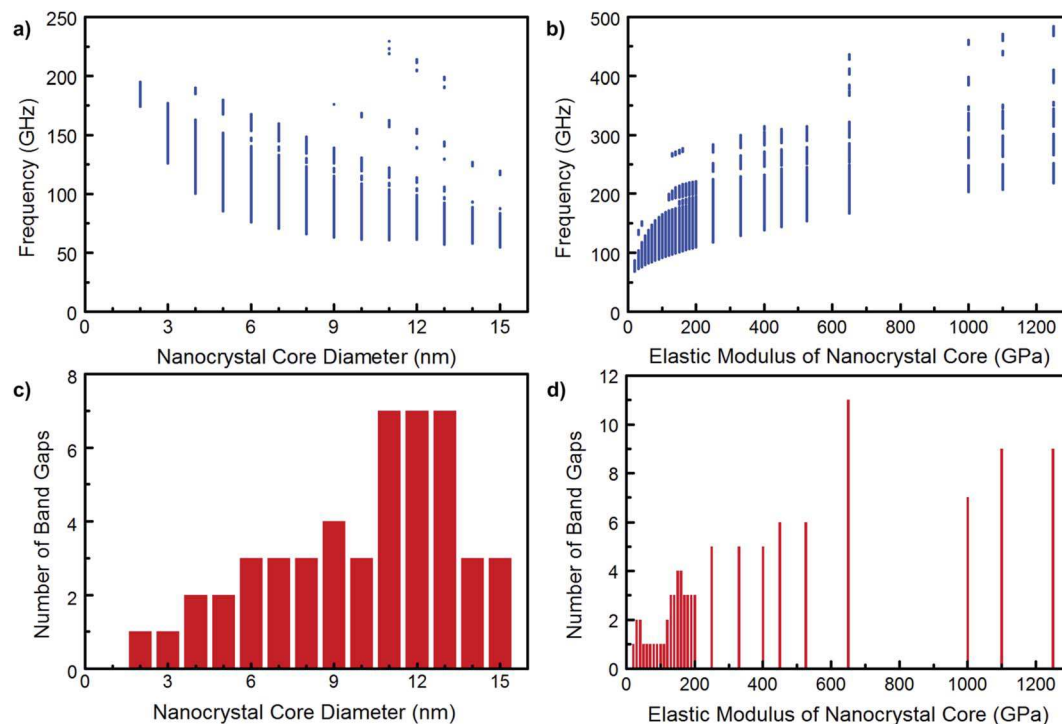 a)
250
200
150
100
50
0
Frequency (GHz)
0 3 6 9 12 15
Nanocrystal Core Diameter (nm)
b)
500
400
300
200
100
0
Frequency (GHz)
0 200 400 600 800 1000 1200
Elastic Modulus of Nanocrystal Core (GPa)
c)
8
6
4
2
0
Number of Band Gaps
0 3 6 9 12 15
Nanocrystal Core Diameter (nm)
d)
12
10
8
6
4
2
0
Number of Band Gaps
0 200 400 600 800 1000 1200
Elastic Modulus of Nanocrystal Core (GPa)